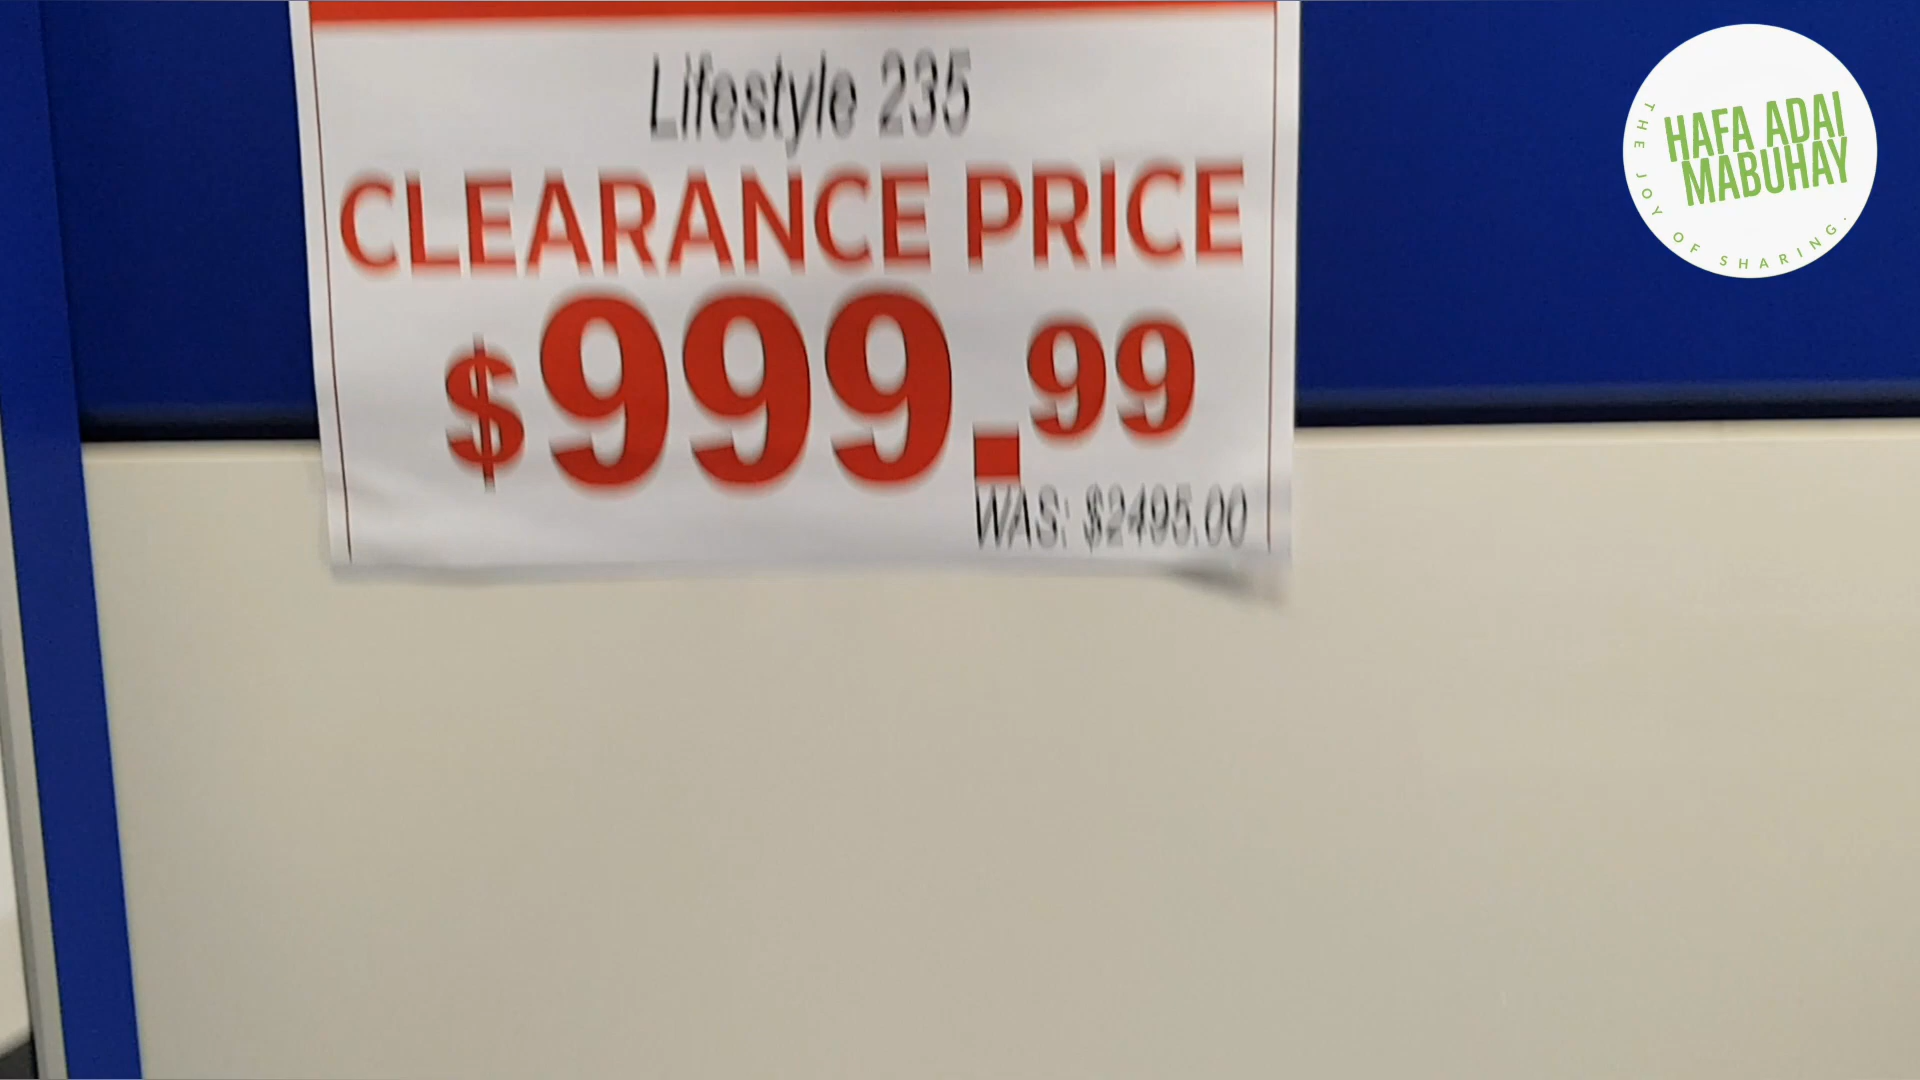 Lifestyle 235
CLEARANCE PRICE
$999.99
WAS: $2495.00
HAFA ADAI
MABUHAY
THE JOY OF SHARING.